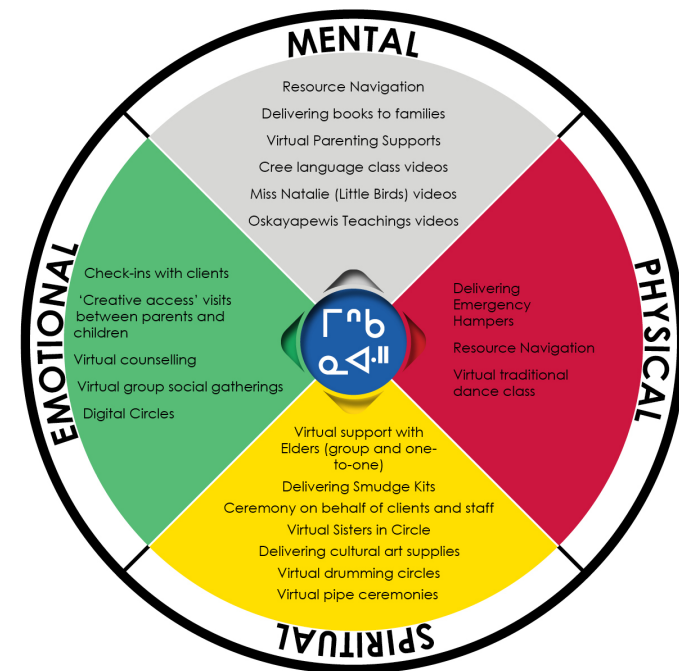 MENTAL
Resource Navigation
Delivering books to families
Virtual Parenting Supports
Cree language class videos
Miss Natalie (Little Birds) videos
Oskayapewis Teachings videos
EMOTIONAL
Check-ins with clients
‘Creative access’ visits
between parents and
children
Virtual counselling
Virtual group social gatherings
Digital Circles
ᒥᐢᑲ
ᓇᐘᐦ
PHYSICAL
Delivering
Emergency
Hampers
Resource Navigation
Virtual traditional
dance class
Virtual support with
Elders (group and one-
to-one)
Delivering Smudge Kits
Ceremony on behalf of clients and staff
Virtual Sisters in Circle
Delivering cultural art supplies
Virtual drumming circles
Virtual pipe ceremonies
SPIRITUAL